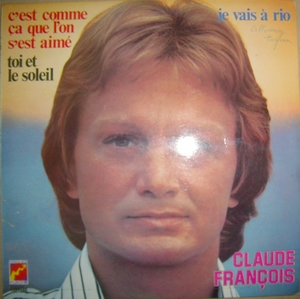 c'est comme
ça que l'on
s'est aimé
toi et
le soleil
je vais à rio
CLAUDE
FRANÇOIS